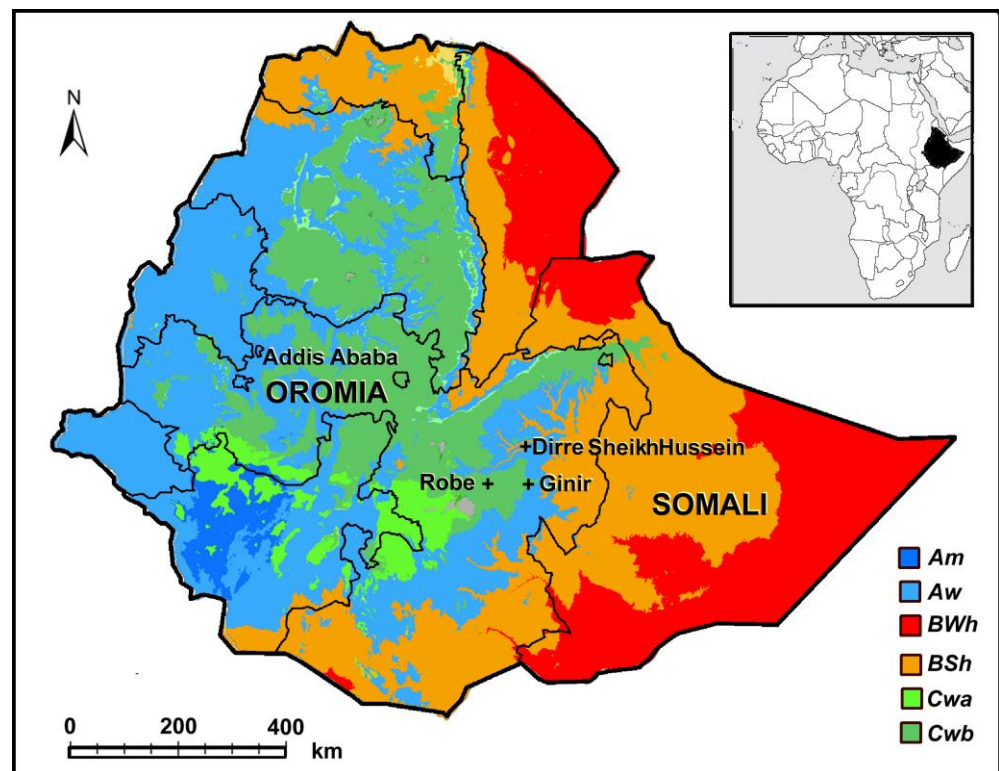 N
Addis Ababa
OROMIA
+Dirre SheikhHussein
Robe +
+ Ginir
SOMALI
Am
Aw
BWh
BSh
Cwa
Cwb
0 200 400
km